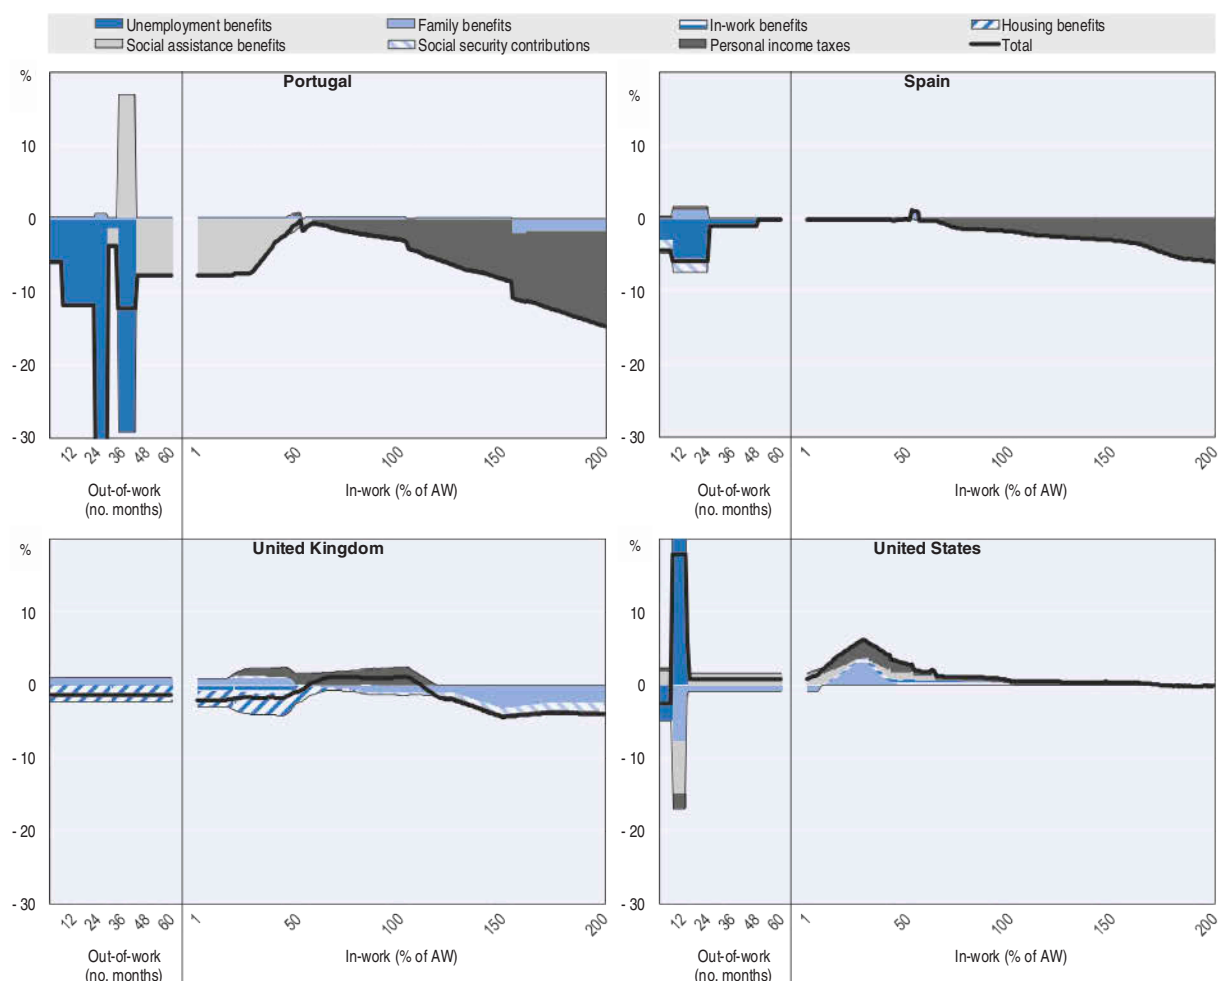 Unemployment benefits Family benefits In-work benefits Housing benefits
Social assistance benefits Social security contributions Personal income taxes Total
% Portugal
10
0
- 10
- 20
- 30
12 24 36 48 60 1 50 100 150 200
Out-of-work (no. months)
In-work (% of AW)
% Spain
10
0
- 10
- 20
- 30
12 24 36 48 60 1 50 100 150 200
Out-of-work (no. months)
In-work (% of AW)
% United Kingdom
10
0
- 10
- 20
- 30
12 24 36 48 60 1 50 100 150 200
Out-of-work (no. months)
In-work (% of AW)
% United States
10
0
- 10
- 20
- 30
12 24 36 48 60 1 50 100 150 200
Out-of-work (no. months)
In-work (% of AW)